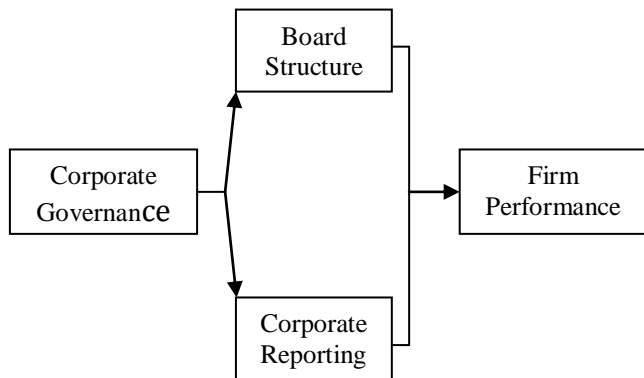 Board
Structure
Corporate
Governance
Firm
Performance
Corporate
Reporting